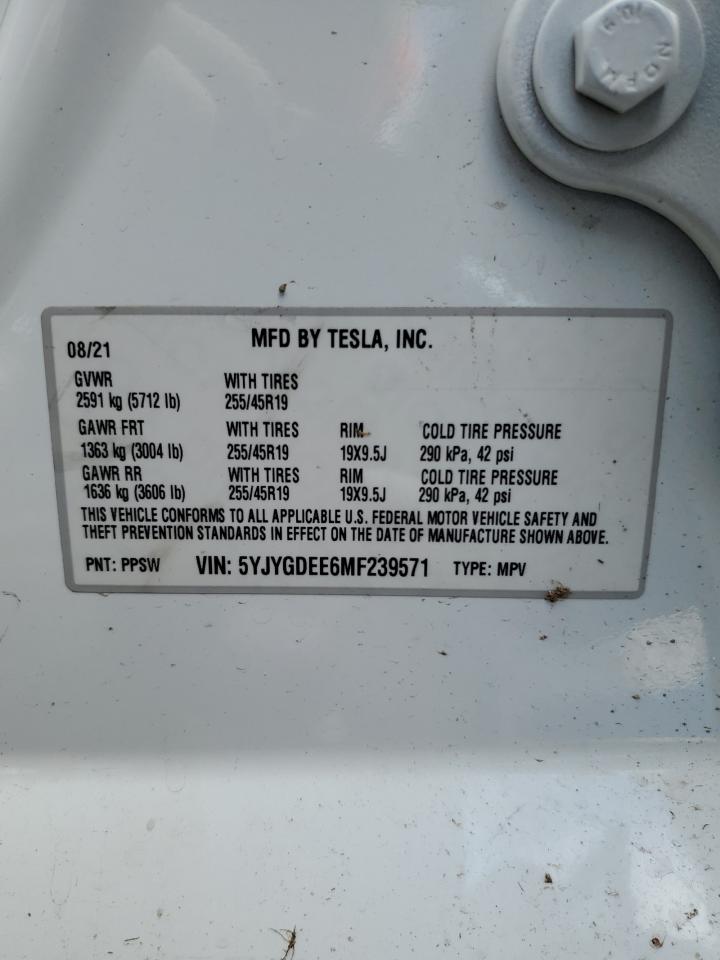 MFD BY TESLA, INC.
08/21
GVWR WITH TIRES
2591 kg (5712 lb) 255/45R19
GAWR FRT WITH TIRES RIM COLD TIRE PRESSURE
1363 kg (3004 lb) 255/45R19 19X9.5J 290 kPa, 42 psi
GAWR RR WITH TIRES RIM COLD TIRE PRESSURE
1636 kg (3606 lb) 255/45R19 19X9.5J 290 kPa, 42 psi
THIS VEHICLE CONFORMS TO ALL APPLICABLE U.S. FEDERAL MOTOR VEHICLE SAFETY AND
THEFT PREVENTION STANDARDS IN EFFECT ON THE DATE OF MANUFACTURE SHOWN ABOVE.
PNT: PPSW VIN: 5YJYGDEE6MF239571 TYPE: MPV